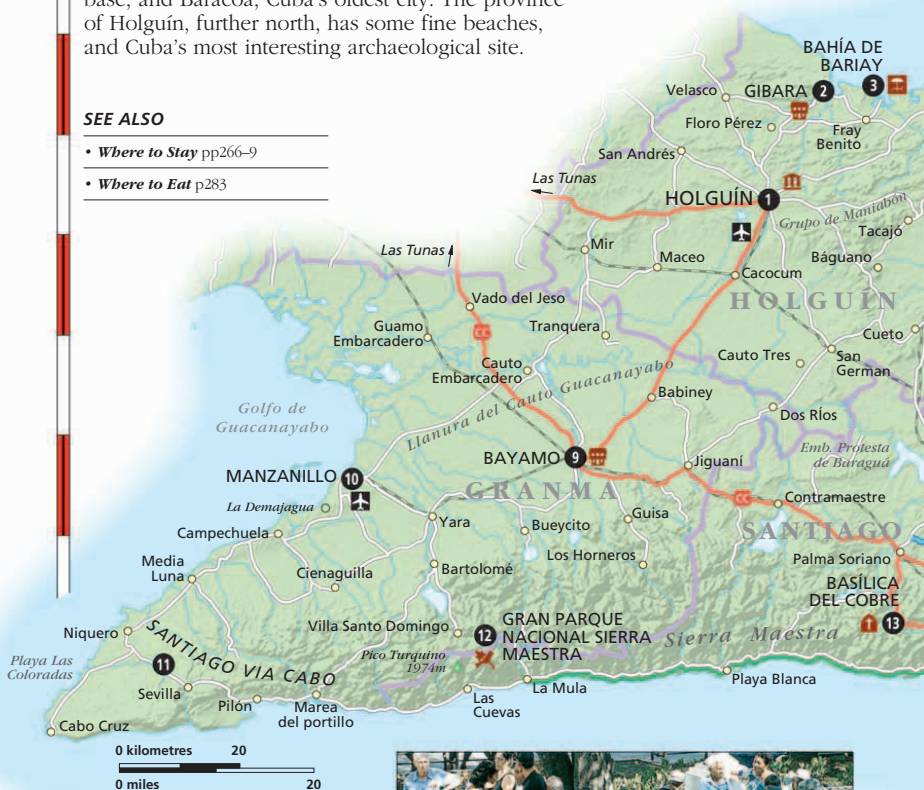 base, and Baracoa, Cuba's oldest city. The province
of Holguín, further north, has some fine beaches,
and Cuba's most interesting archaeological site.
SEE ALSO
• Where to Stay pp266–9
• Where to Eat p283
BAHÍA DE
BARIAY
3
Velasco
GIBARA 2
Floro Pérez
Fray
Benito
San Andrés
Las Tunas
HOLGUÍN 1
Grupo de Maniabón
Tacajó
Las Tunas
Mir
Maceo
Báguano
Cacocum
HOLGUÍN
Vado del Jeso
CC
Guamo
Embarcadero
Tranquera
Cueto
Cauto Tres
San
German
Cauto
Embarcadero
Llanura del Cauto Guacanayabo
Babiney
Golfo de
Guacanayabo
Dos Ríos
Emb. Protesta
de Baraguá
BAYAMO 9
Jiguaní
MANZANILLO 10
GRANMA
CC
Contramaestre
La Demajagua
Yara
Bueycito
Guisa
SANTIAGO
Campechuela
Los Horneros
Palma Soriano
Media
Luna
Cienaguilla
Bartolomé
BASÍLICA
DEL COBRE
13
Niquero
Villa Santo Domingo
12
GRAN PARQUE
NACIONAL SIERRA
MAESTRA
Sierra Maestra
SANTIAGO VIA CABO
11
Pico Turquino
1974m
Playa Las
Coloradas
Sevilla
Pilón
Marea
del portillo
Las
Cuevas
La Mula
Playa Blanca
Cabo Cruz
0 kilometres 20
0 miles 20